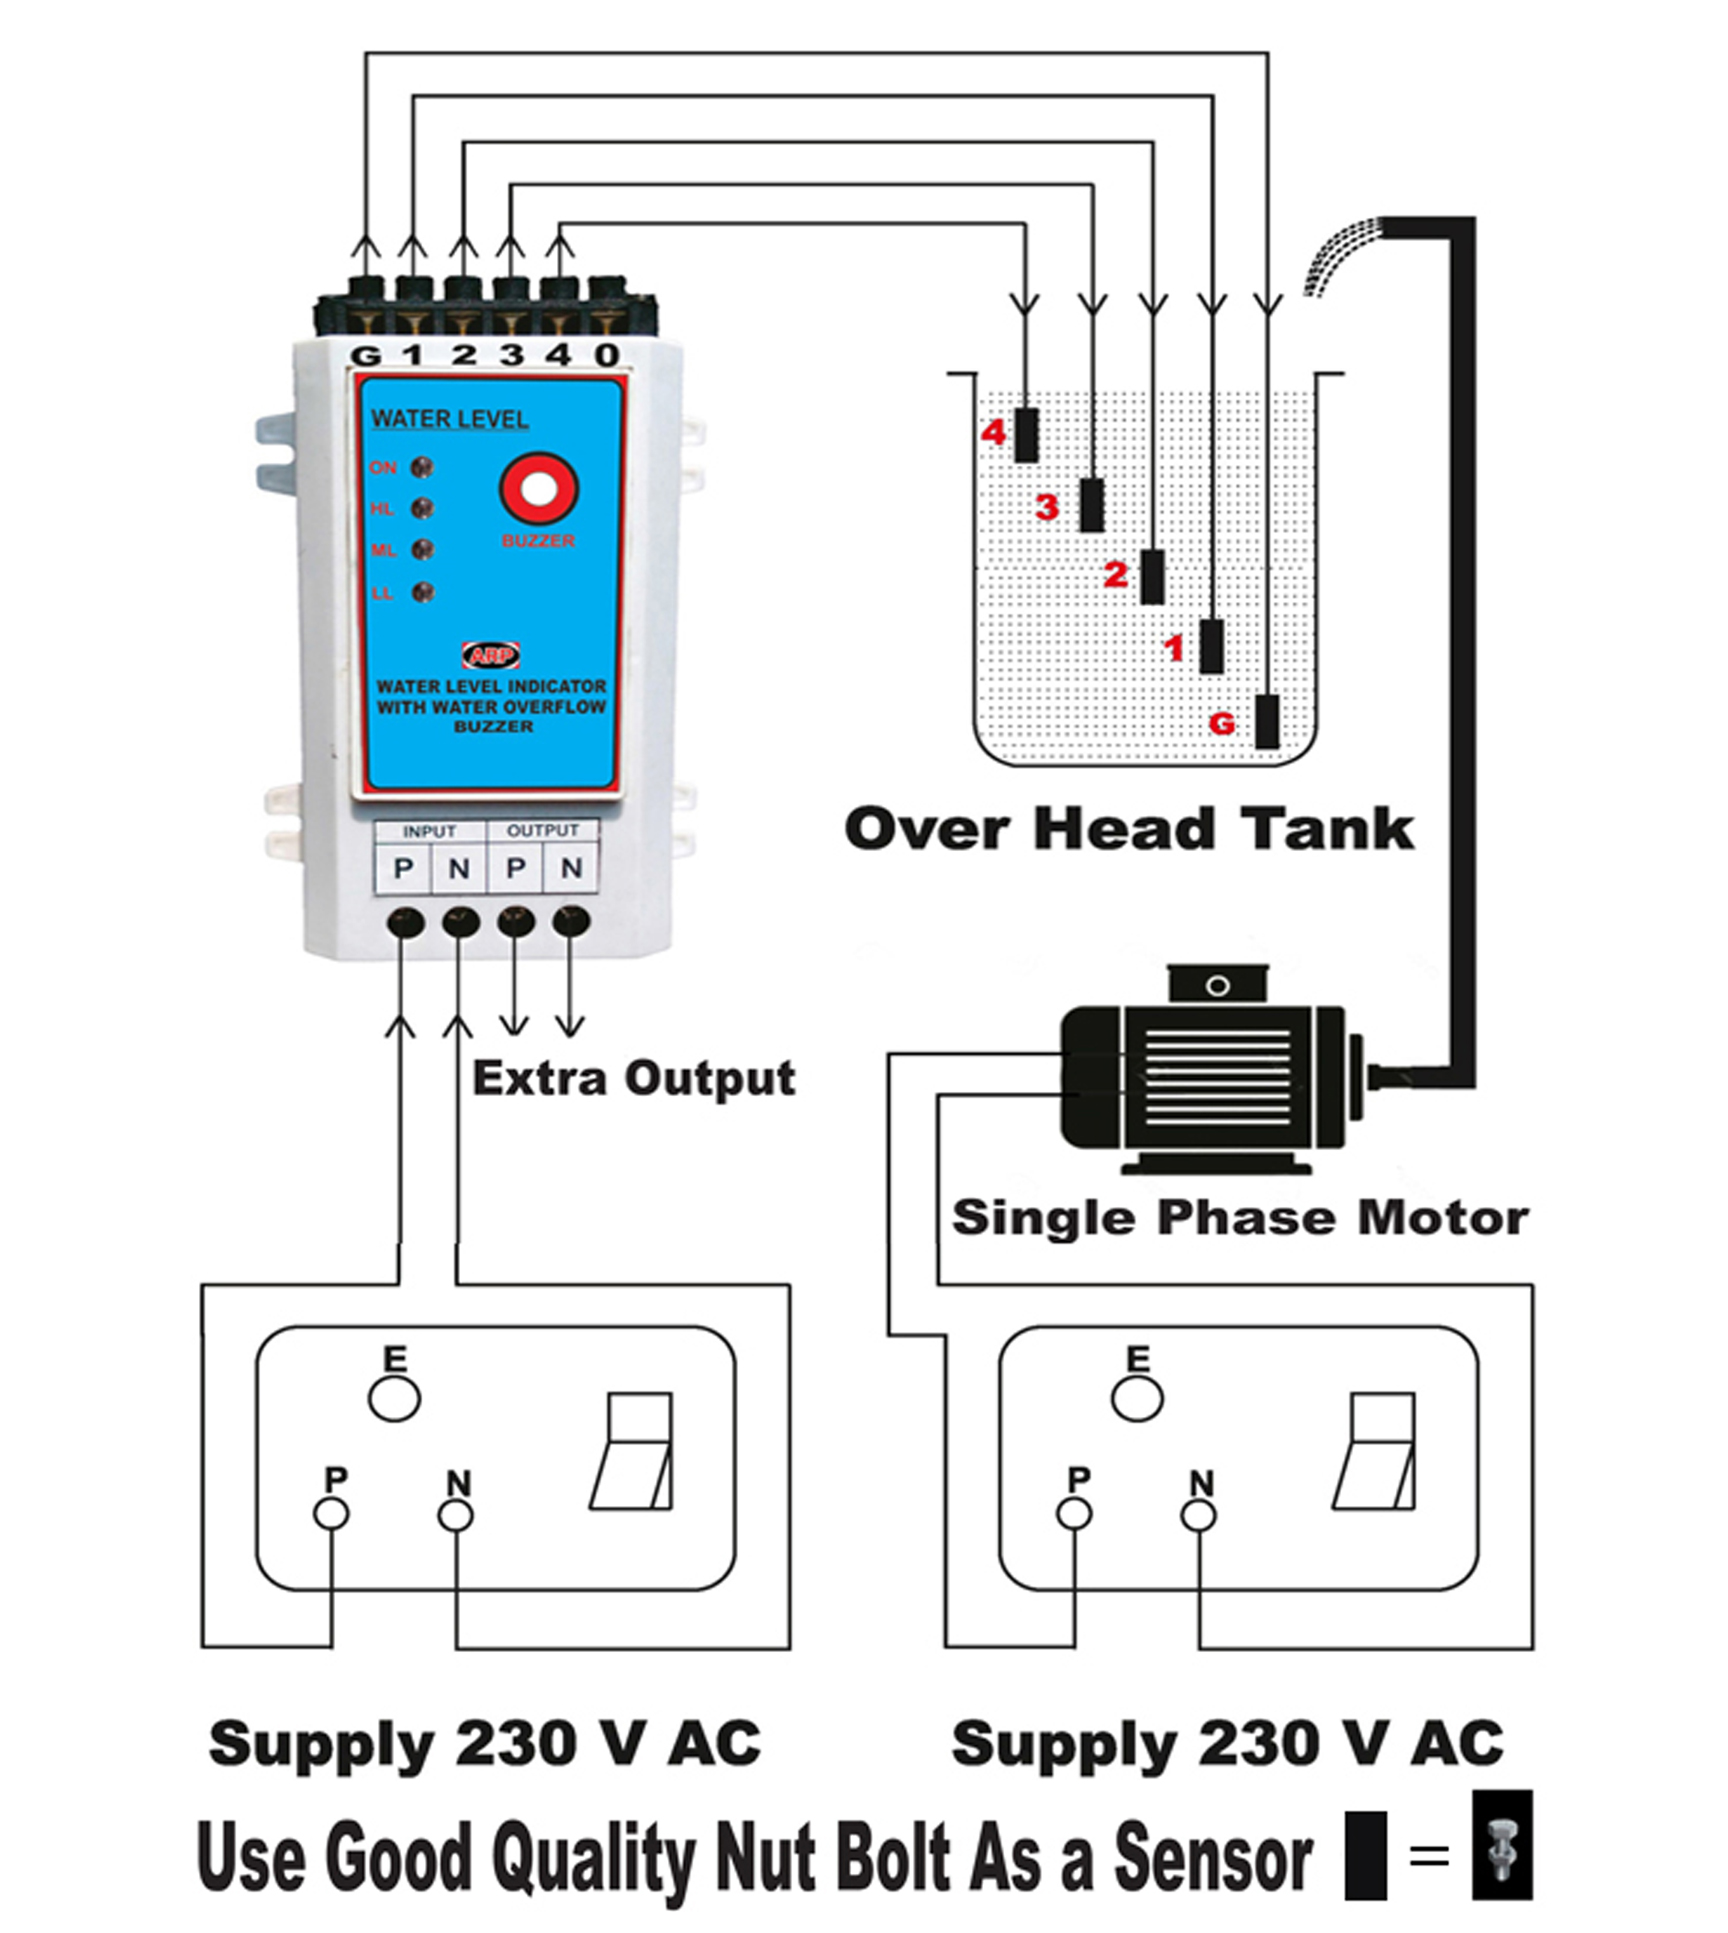 G 1 2 3 4 0
WATER LEVEL
ON
HL
ML
LL
BUZZER
ARP
WATER LEVEL INDICATOR
WITH WATER OVERFLOW
BUZZER
INPUT OUTPUT
P N P N
Extra Output
4
3
2
1
G
Over Head Tank
Single Phase Motor
E
P N
Supply 230 V AC
E
P N
Supply 230 V AC
Use Good Quality Nut Bolt As a Sensor =